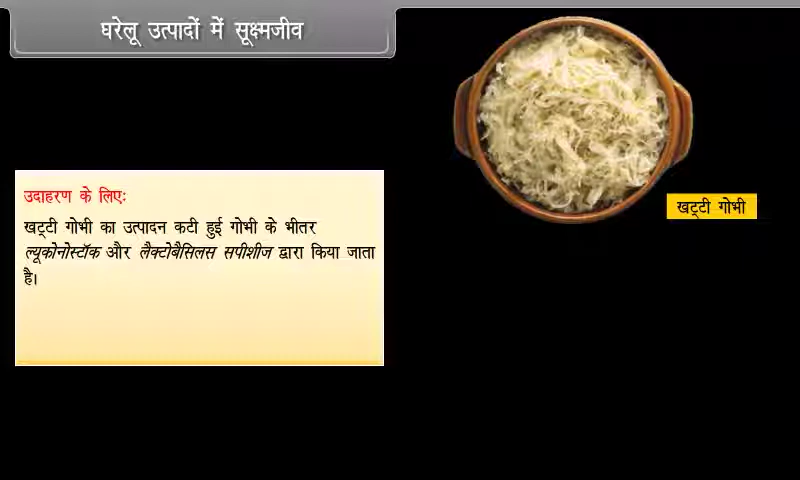 घरेलू उत्पादों में सूक्ष्मजीव
उदाहरण के लिए:
खट्टी गोभी का उत्पादन कटी हुई गोभी के भीतर
ल्यूकोनोस्टॉक और लैक्टोबैसिलस सपीशीज द्वारा किया जाता
है।
खट्टी गोभी